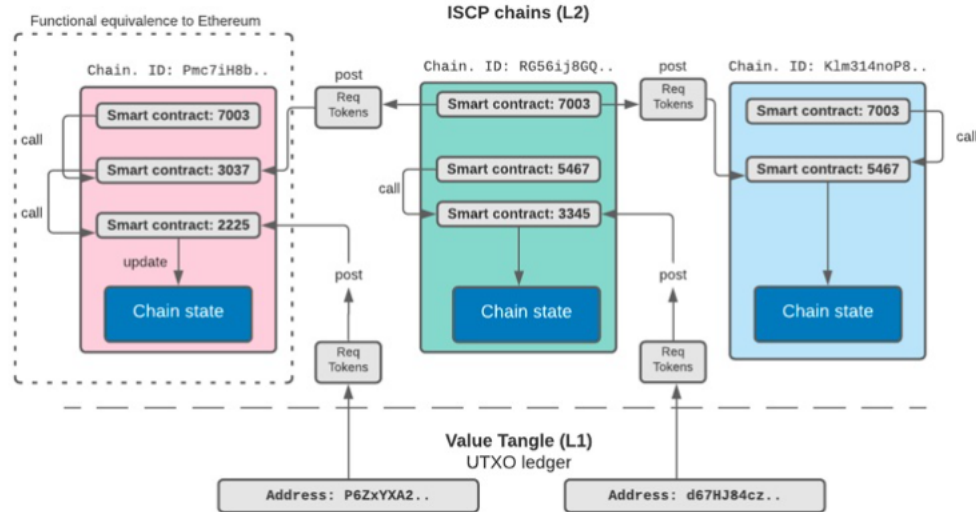 ISCP chains (L2)
Functional equivalence to Ethereum
Chain. ID: Pmc7iH8b..
Smart contract: 7003
call
Smart contract: 3037
call
Smart contract: 2225
update
Chain state
post
Req
Tokens
post
Req
Tokens
Chain. ID: RG56ij8GQ..
Smart contract: 7003
Smart contract: 5467
call
Smart contract: 3345
Chain state
post
Req
Tokens
post
Req
Tokens
Chain. ID: Klm314noP8..
Smart contract: 7003
call
Smart contract: 5467
Chain state
Value Tangle (L1)
UTXO ledger
Address: P6ZxYXA2..
Address: d67HJ84cz..